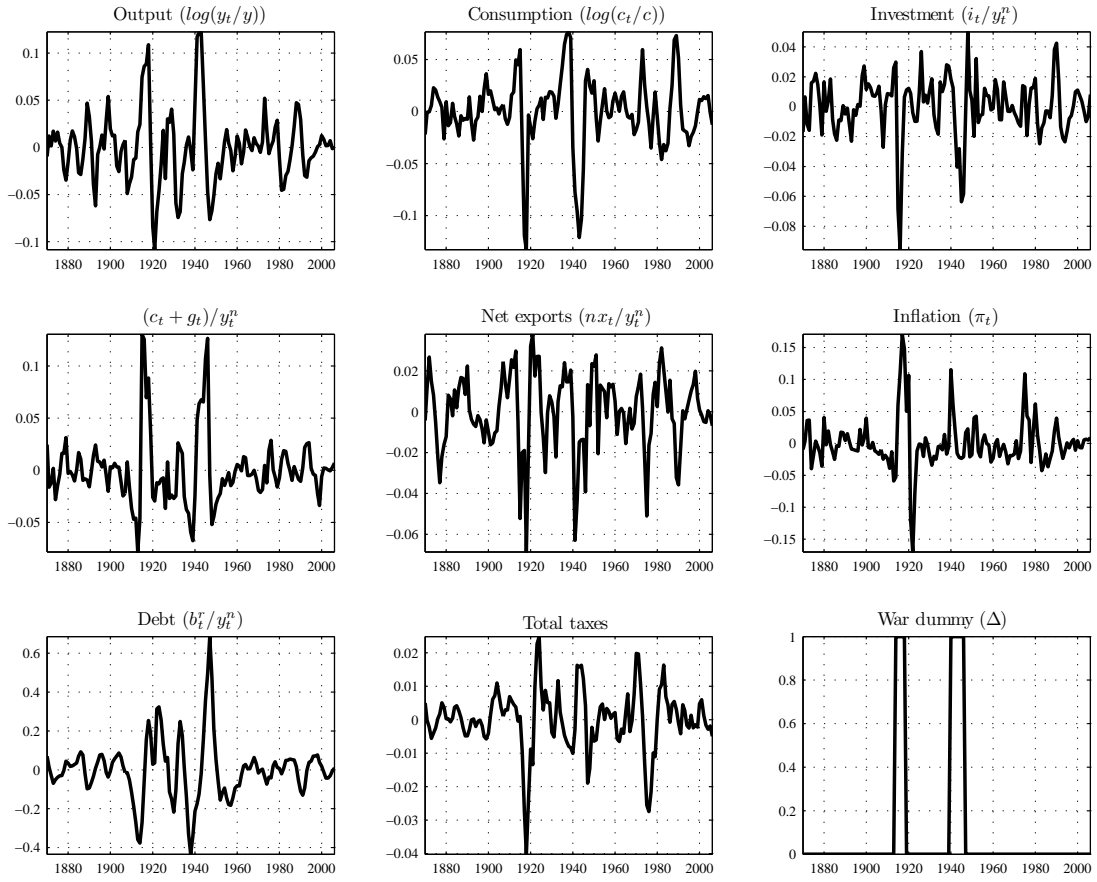 Output (log(y_t/y))
0.1
0.05
0
−0.05
−0.1
1880 1900 1920 1940 1960 1980 2000
Consumption (log(c_t/c))
0.05
0
−0.05
−0.1
1880 1900 1920 1940 1960 1980 2000
Investment (i_t/y_t^n)
0.04
0.02
0
−0.02
−0.04
−0.06
−0.08
1880 1900 1920 1940 1960 1980 2000
(c_t + g_t)/y_t^n
0.1
0.05
0
−0.05
1880 1900 1920 1940 1960 1980 2000
Net exports (nx_t/y_t^n)
0.02
0
−0.02
−0.04
−0.06
1880 1900 1920 1940 1960 1980 2000
Inflation (π_t)
0.15
0.1
0.05
0
−0.05
−0.1
−0.15
1880 1900 1920 1940 1960 1980 2000
Debt (b_t^r/y_t^n)
0.6
0.4
0.2
0
−0.2
−0.4
1880 1900 1920 1940 1960 1980 2000
Total taxes
0.02
0.01
0
−0.01
−0.02
−0.03
−0.04
1880 1900 1920 1940 1960 1980 2000
War dummy (Δ)
1
0.8
0.6
0.4
0.2
0
1880 1900 1920 1940 1960 1980 2000